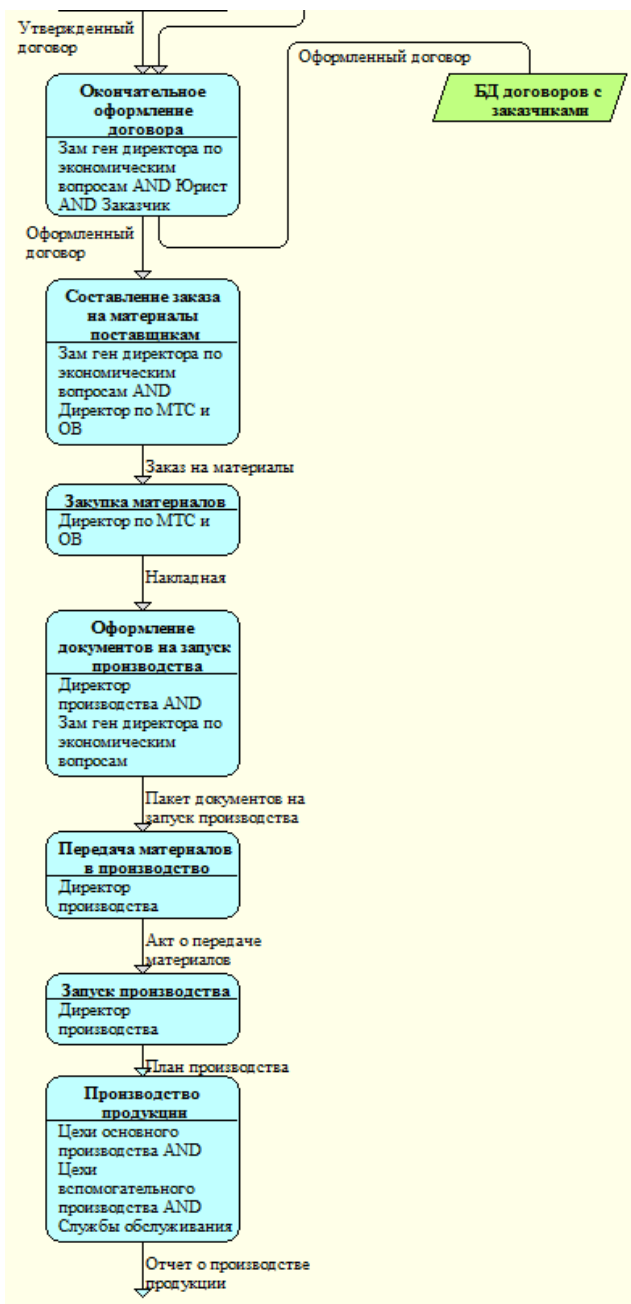 Утвержденный
договор
Оформленный договор
БД договоров с
заказчиками
Окончательное
оформление
договора
Зам ген директора по
экономическим
вопросам AND Юрист
AND Заказчик
Оформленный
договор
Составление заказа
на материалы
поставщикам
Зам ген директора по
экономическим
вопросам AND
Директор по МТС и
ОВ
Заказ на материалы
Закупка материалов
Директор по МТС и
ОВ
Накладная
Оформление
документов на запуск
производства
Директор
производства AND
Зам ген директора по
экономическим
вопросам
Пакет документов на
запуск производства
Передача материалов
в производство
Директор
производства
Акт о передаче
материалов
Запуск производства
Директор
производства
План производства
Производство
продукции
Цехи основного
производства AND
Цехи
вспомогательного
производства AND
Службы обслуживания
Отчет о производстве
продукции